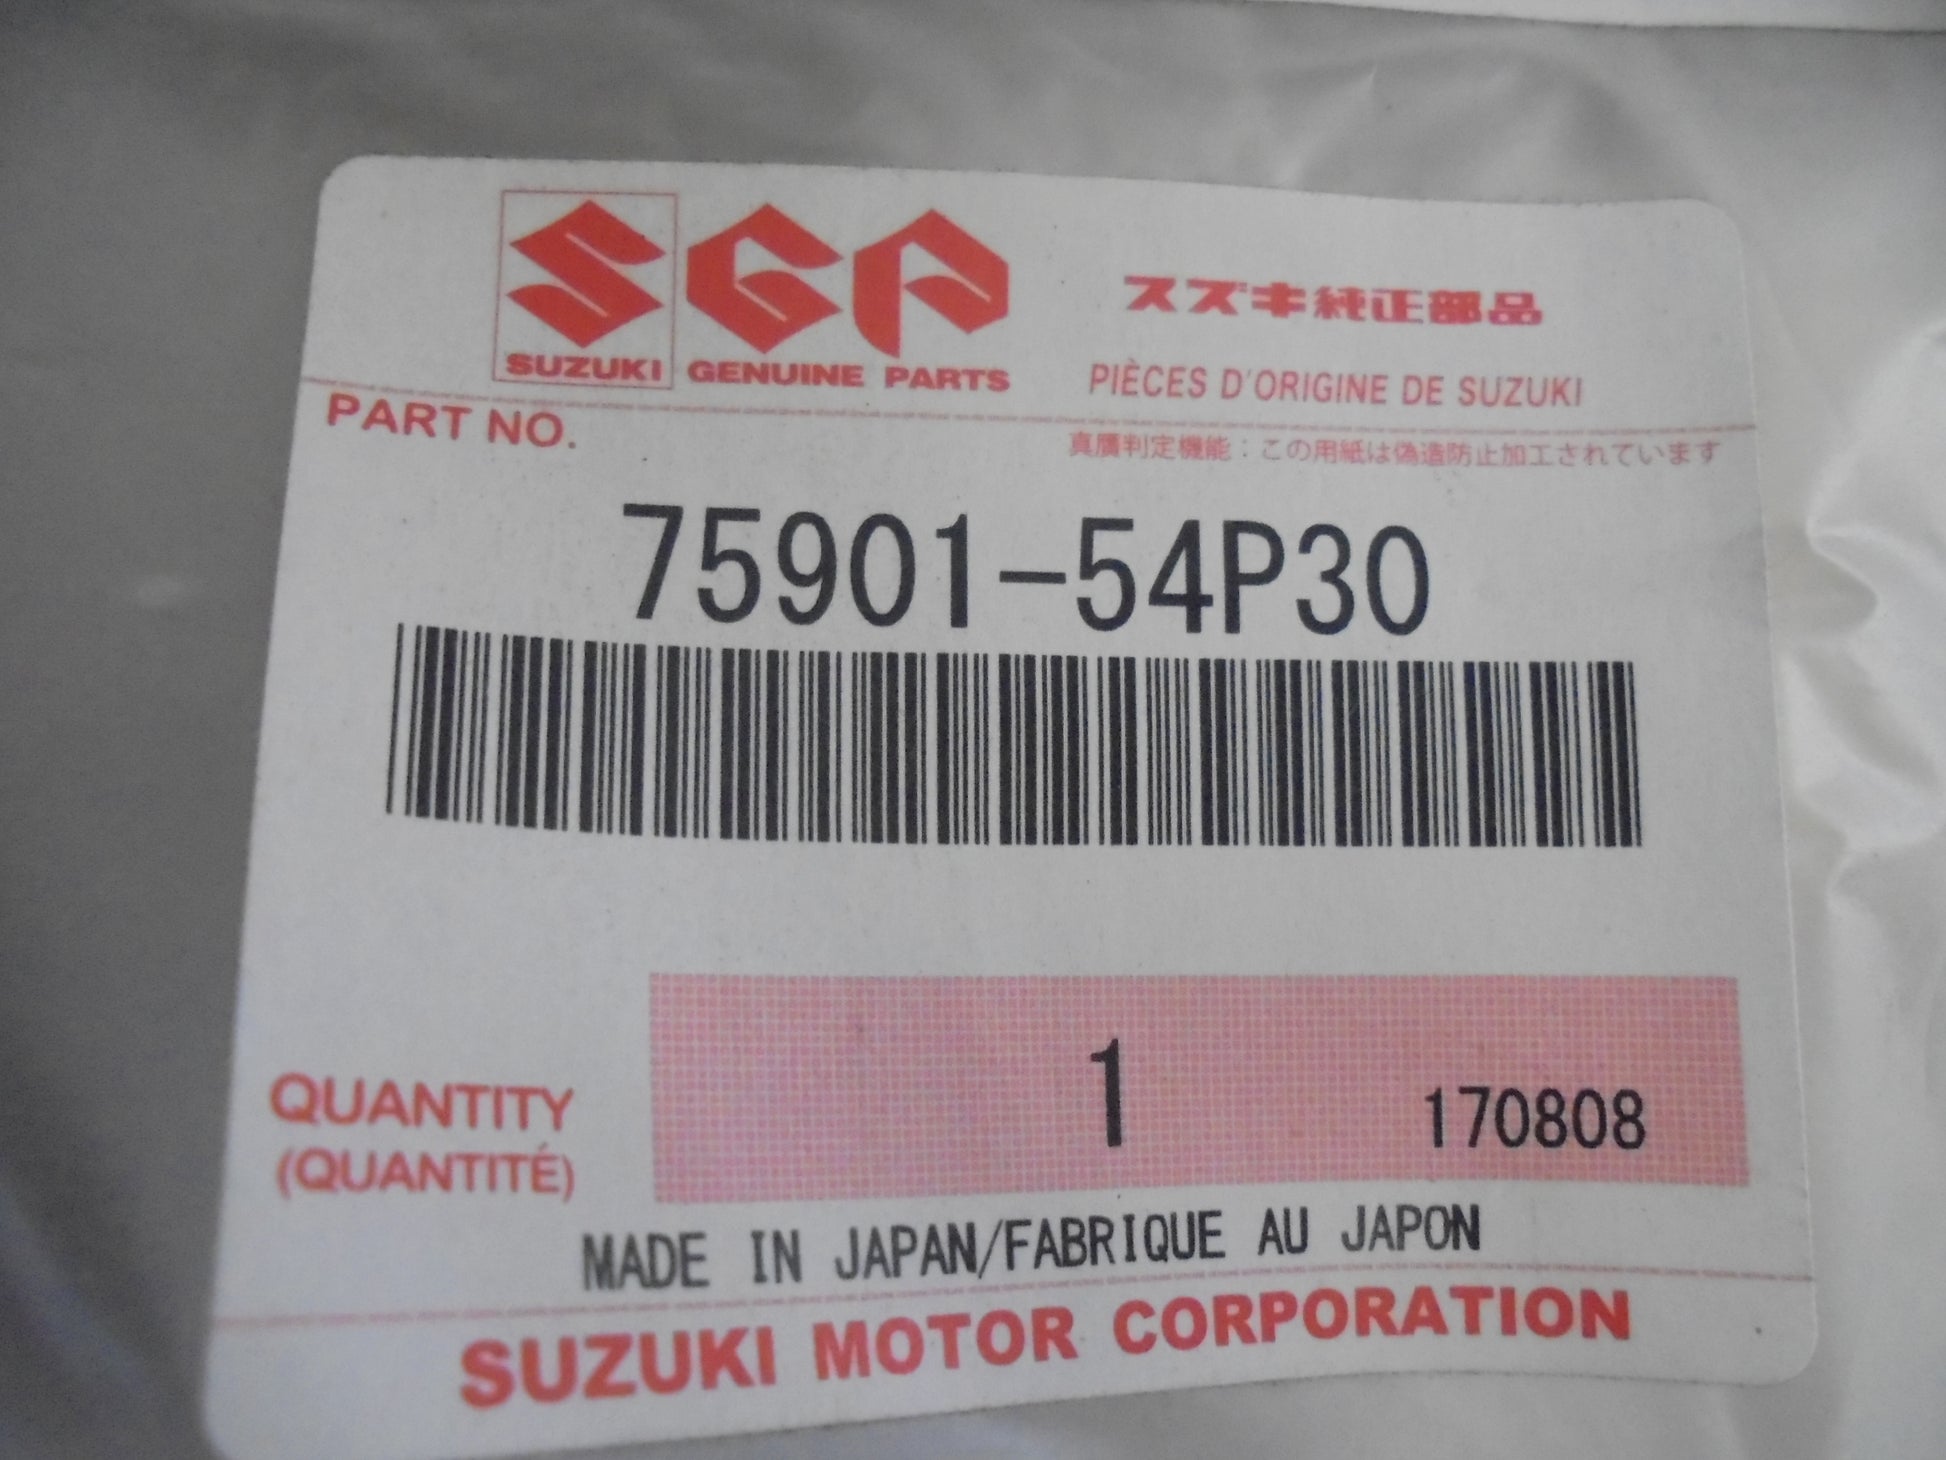 SGP
スズキ純正部品
SUZUKI GENUINE PARTS
PIÈCES D'ORIGINE DE SUZUKI
PART NO.
真贋判定機能：この用紙は偽造防止加工されています
75901-54P30
1
170808
QUANTITY
(QUANTITÉ)
MADE IN JAPAN/FABRIQUE AU JAPON
SUZUKI MOTOR CORPORATION